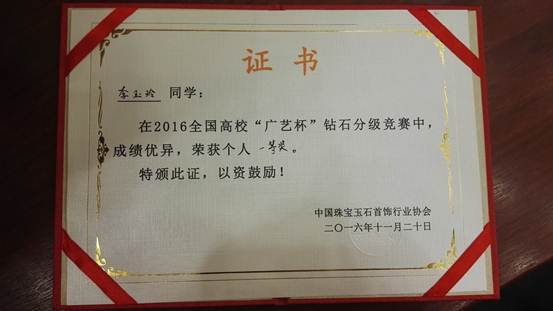 证书
李玉玲 同学：
在2016全国高校“广艺杯”钻石分级竞赛中，
成绩优异，荣获个人 一等奖。
特颁此证，以资鼓励！
中国珠宝玉石首饰行业协会
二〇一六年十一月二十日